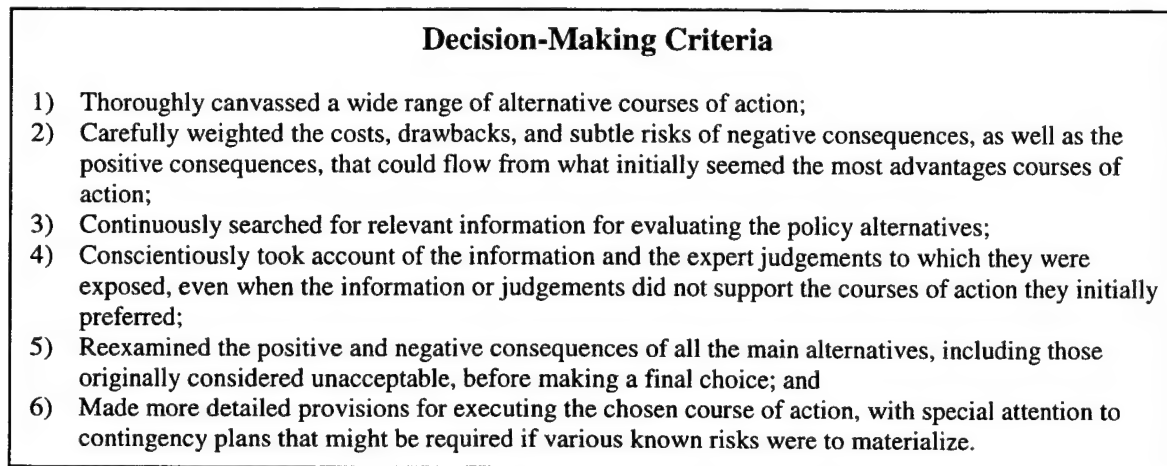 Decision-Making Criteria
1) Thoroughly canvassed a wide range of alternative courses of action;
2) Carefully weighted the costs, drawbacks, and subtle risks of negative consequences, as well as the
positive consequences, that could flow from what initially seemed the most advantages courses of
action;
3) Continuously searched for relevant information for evaluating the policy alternatives;
4) Conscientiously took account of the information and the expert judgements to which they were
exposed, even when the information or judgements did not support the courses of action they initially
preferred;
5) Reexamined the positive and negative consequences of all the main alternatives, including those
originally considered unacceptable, before making a final choice; and
6) Made more detailed provisions for executing the chosen course of action, with special attention to
contingency plans that might be required if various known risks were to materialize.